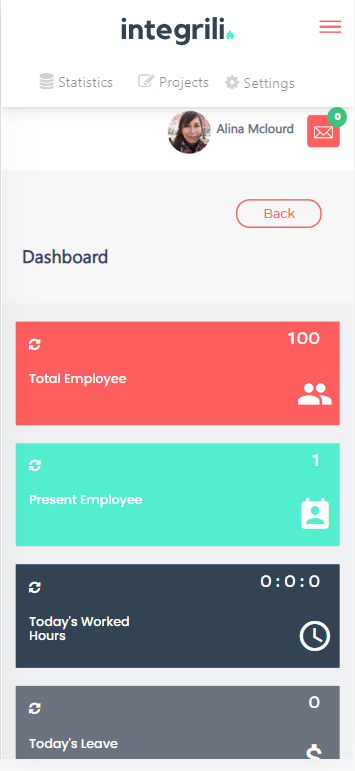 integrili
Statistics Projects Settings
Alina Mclourd 0
Back
Dashboard
100
Total Employee
1
Present Employee
0:0:0
Today's Worked
Hours
0
Today's Leave